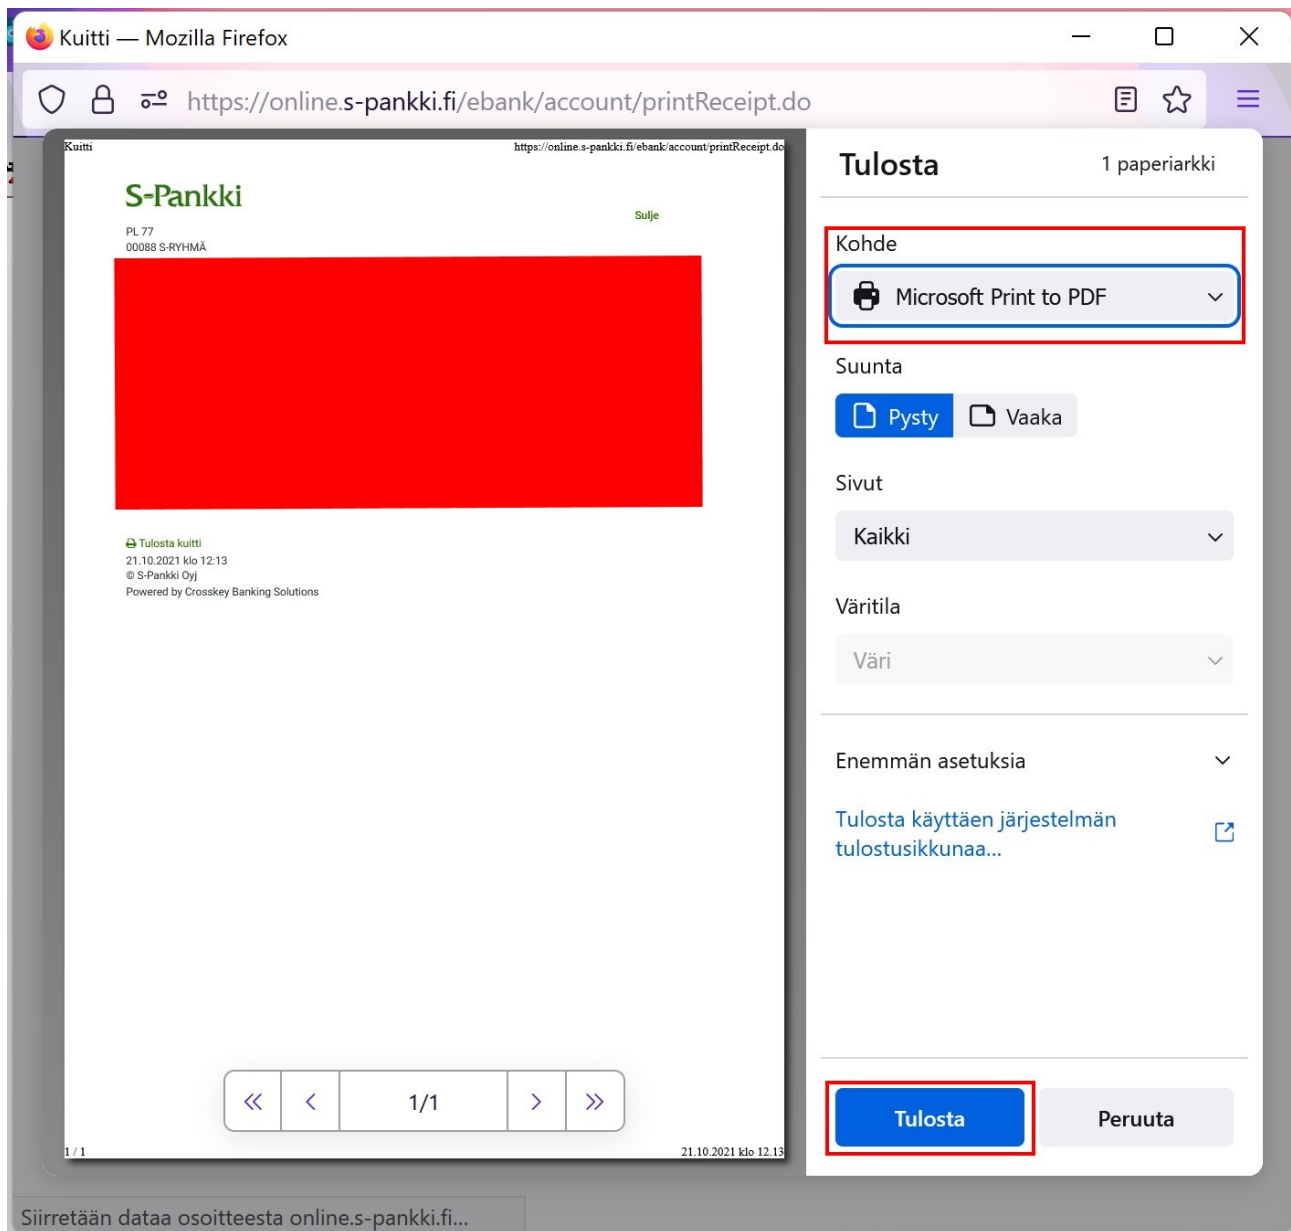 Kuitti — Mozilla Firefox
https://online.s-pankki.fi/ebank/account/printReceipt.do
Kuitti
https://online.s-pankki.fi/ebank/account/printReceipt.do
S-Pankki
Sulje
PL 77
00088 S-RYHMÄ
Tulosta kuitti
21.10.2021 klo 12:13
© S-Pankki Oyj
Powered by Crosskey Banking Solutions
1/1
1 / 1
21.10.2021 klo 12.13
Tulosta
1 paperiarkki
Kohde
Microsoft Print to PDF
Suunta
Pysty
Vaaka
Sivut
Kaikki
Väritila
Väri
Enemmän asetuksia
Tulosta käyttäen järjestelmän
tulostusikkunaa...
Tulosta
Peruuta
Siirretään dataa osoitteesta online.s-pankki.fi...